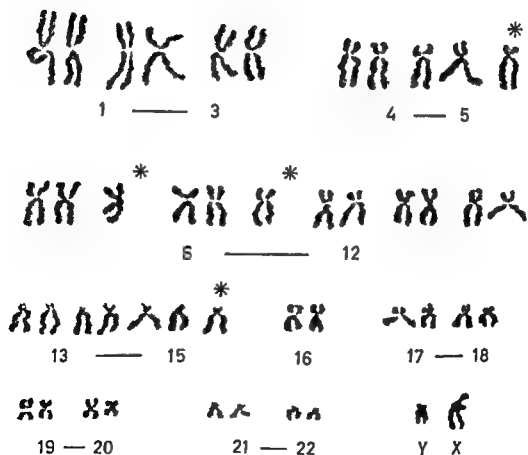 *
1 — 3
4 — 5
* *
6 — 12
*
13 — 15
16
17 — 18
19 — 20
21 — 22
Y X